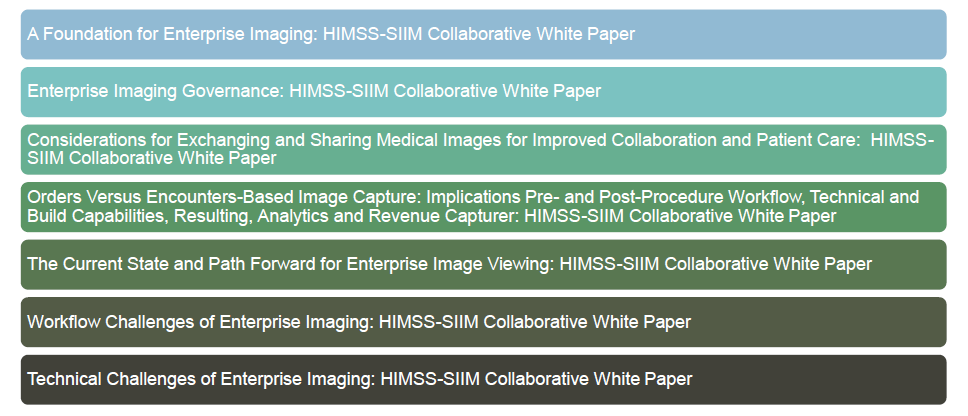 A Foundation for Enterprise Imaging: HIMSS-SIIM Collaborative White Paper
Enterprise Imaging Governance: HIMSS-SIIM Collaborative White Paper
Considerations for Exchanging and Sharing Medical Images for Improved Collaboration and Patient Care:  HIMSS-
SIIM Collaborative White Paper
Orders Versus Encounters-Based Image Capture: Implications Pre- and Post-Procedure Workflow, Technical and
Build Capabilities, Resulting, Analytics and Revenue Capturer: HIMSS-SIIM Collaborative White Paper
The Current State and Path Forward for Enterprise Image Viewing: HIMSS-SIIM Collaborative White Paper
Workflow Challenges of Enterprise Imaging: HIMSS-SIIM Collaborative White Paper
Technical Challenges of Enterprise Imaging: HIMSS-SIIM Collaborative White Paper